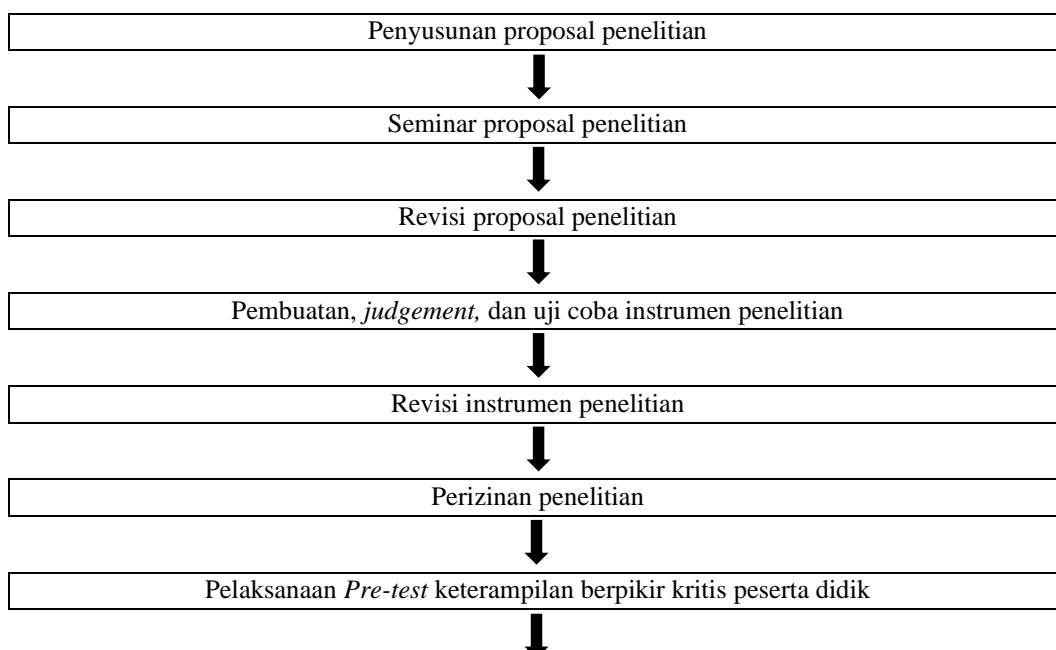 Penyusunan proposal penelitian
Seminar proposal penelitian
Revisi proposal penelitian
Pembuatan, judgement, dan uji coba instrumen penelitian
Revisi instrumen penelitian
Perizinan penelitian
Pelaksanaan Pre-test keterampilan berpikir kritis peserta didik